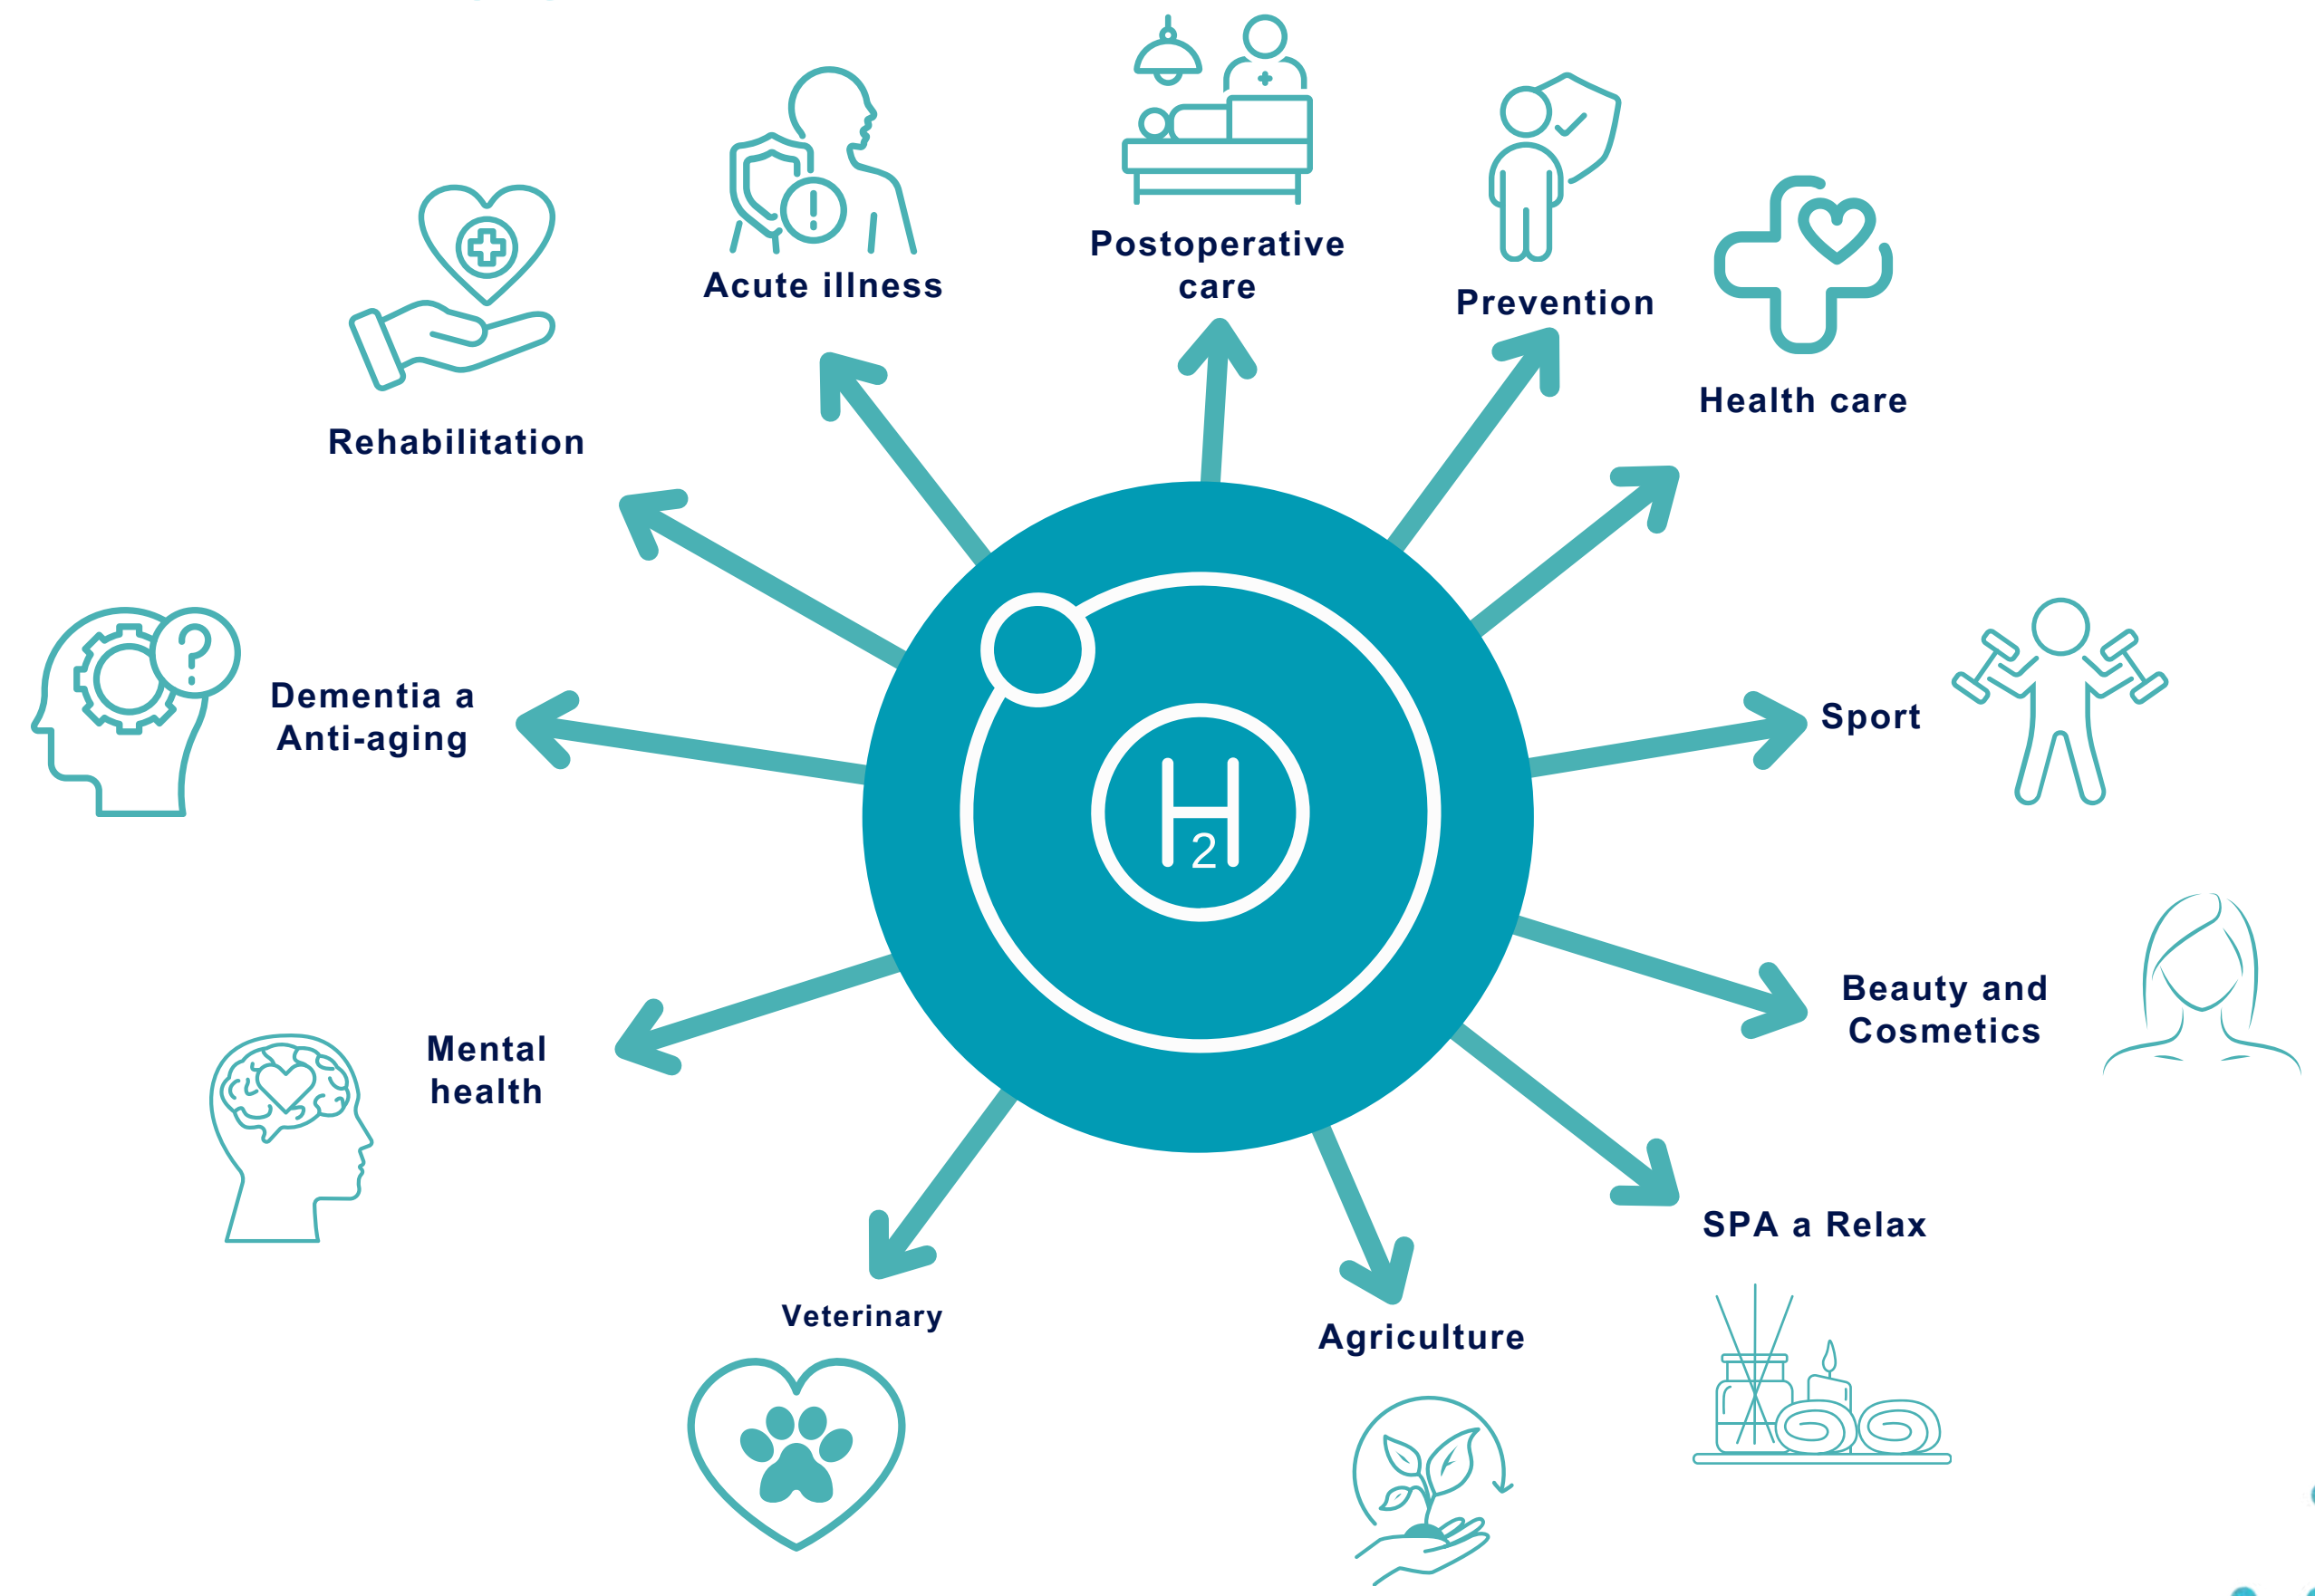 Postoperative
care
Acute illness
Prevention
Health care
Rehabilitation
Dementia a
Anti-aging
Sport
H
2
Beauty and
Cosmetics
Mental
health
SPA a Relax
Veterinary
Agriculture